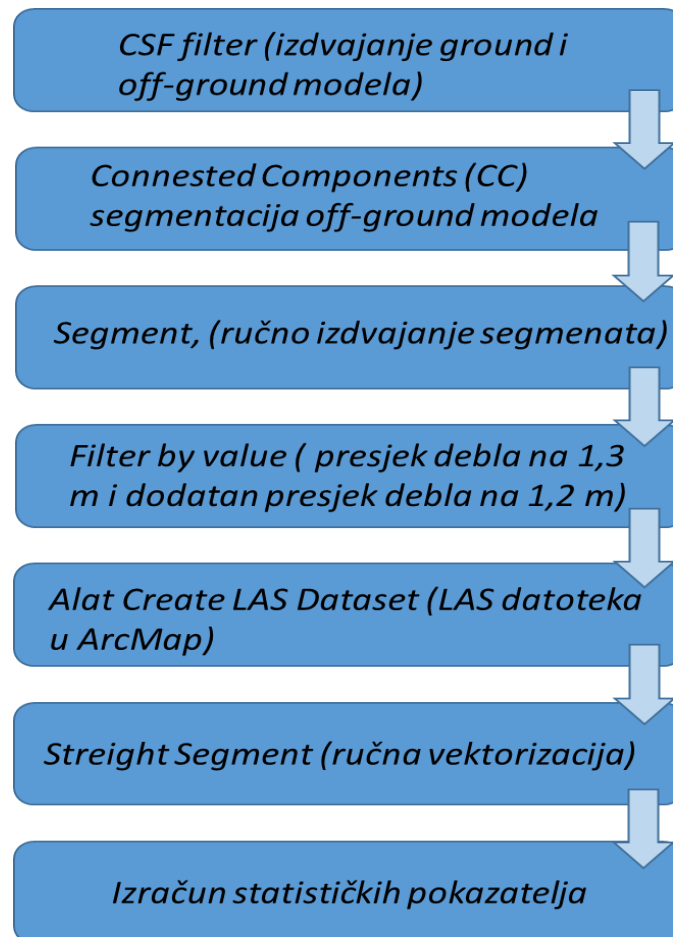 CSF filter (izdvajanje ground i
off-ground modela)
Connested Components (CC)
segmentacija off-ground modela
Segment, (ručno izdvajanje segmenata)
Filter by value ( presjek debla na 1,3
m i dodatan presjek debla na 1,2 m)
Alat Create LAS Dataset (LAS datoteka
u ArcMap)
Streight Segment (ručna vektorizacija)
Izračun statističkih pokazatelja